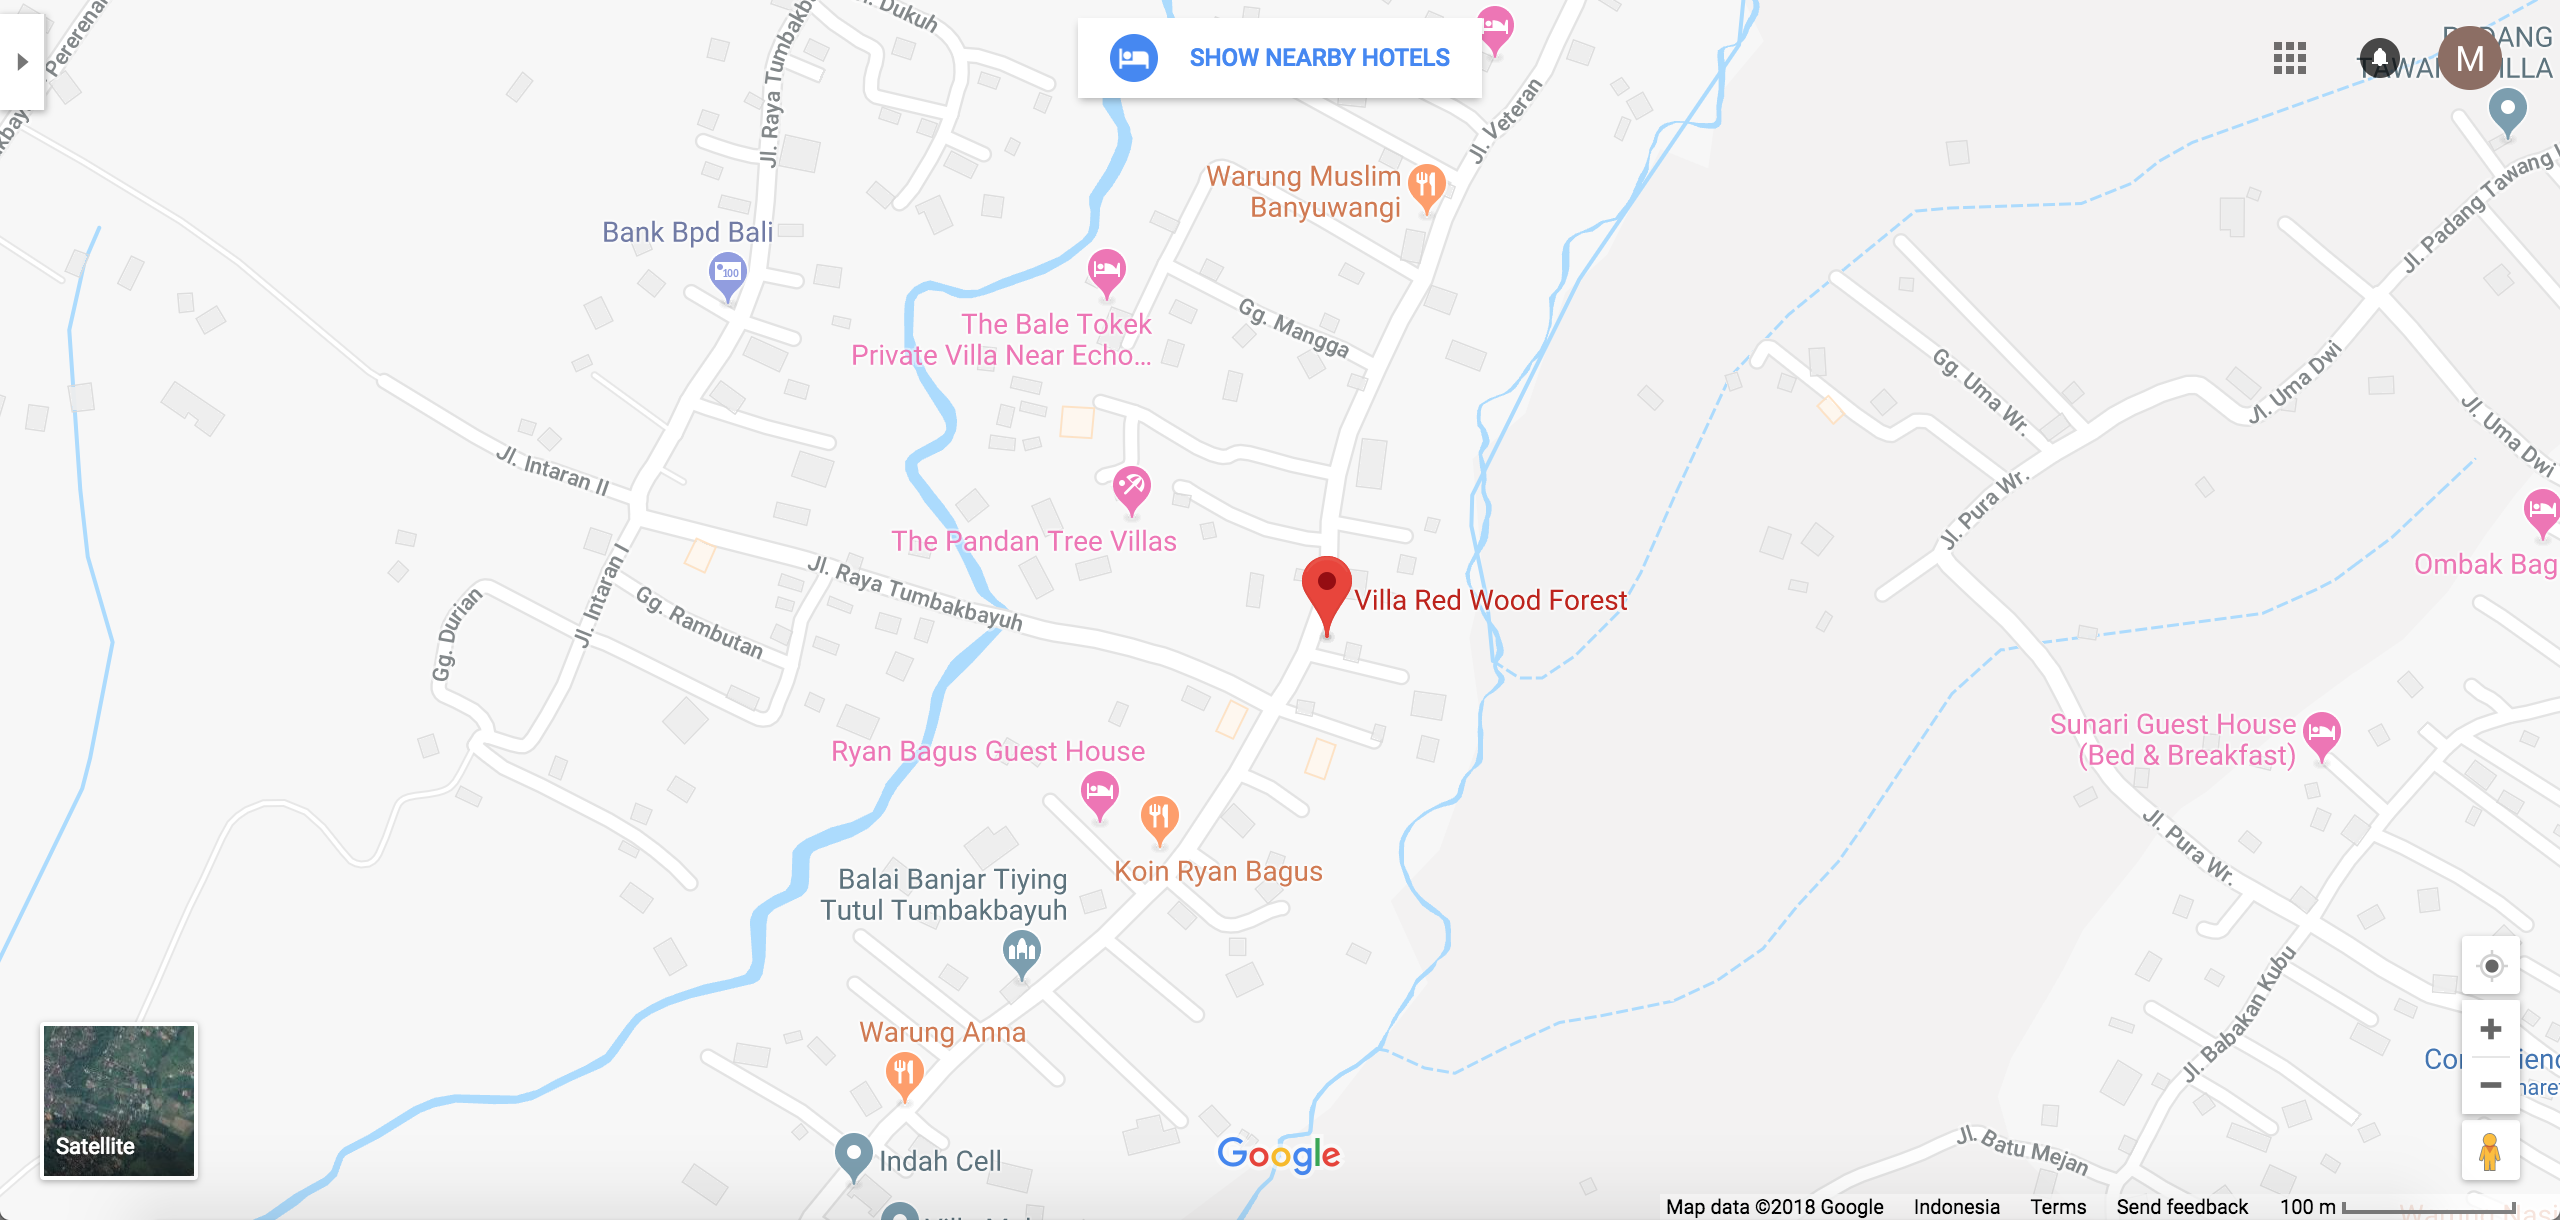 Jl. Dukuh
SHOW NEARBY HOTELS
M
Jl. Raya Tumbakb
Jl. Veteran
Warung Muslim
Banyuwangi
Jl. Padang Tawang
Bank Bpd Bali
100
The Bale Tokek
Private Villa Near Echo...
Gg. Mangga
Gg. Uma Wr.
Jl. Uma Dwi
Jl. Uma Dwi
Jl. Intaran II
The Pandan Tree Villas
Jl. Pura Wr.
Ombak Bag
Jl. Raya Tumbakbayuh
Jl. Intaran I
Gg. Durian
Gg. Rambutan
Villa Red Wood Forest
Sunari Guest House
(Bed & Breakfast)
Ryan Bagus Guest House
Koin Ryan Bagus
Jl. Pura Wr.
Balai Banjar Tiying
Tutul Tumbakbayuh
Jl. Babakan Kubu
Warung Anna
Satellite
Indah Cell
Google
Jl. Batu Mejan
Map data ©2018 Google Indonesia Terms Send feedback 100 m